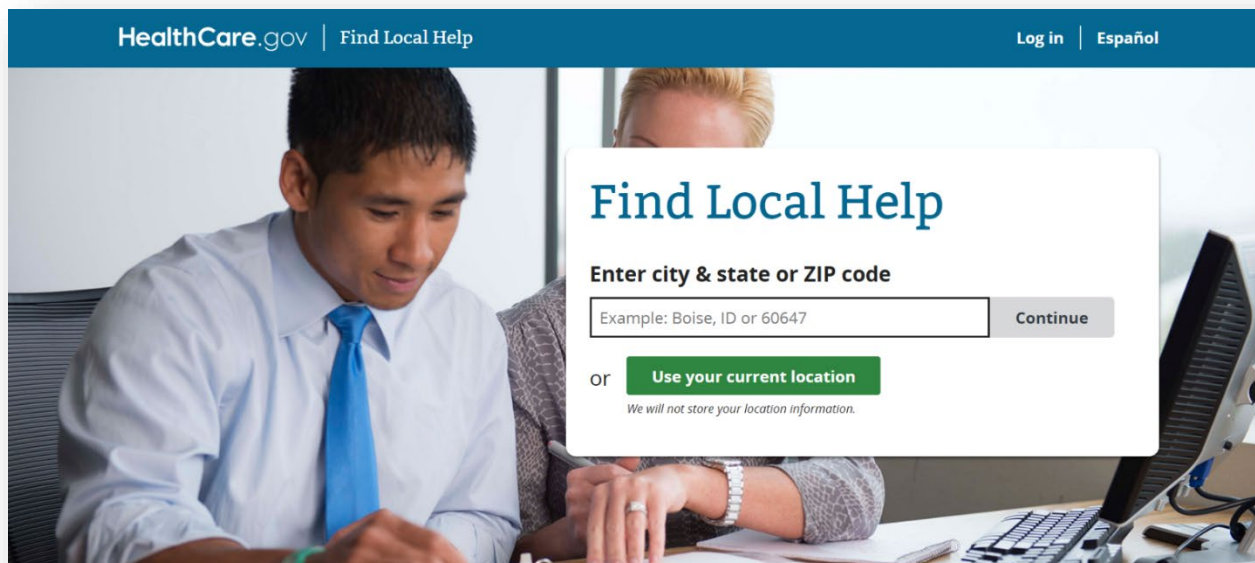 HealthCare.gov | Find Local Help
Log in | Español
Find Local Help
Enter city & state or ZIP code
Example: Boise, ID or 60647
Continue
or
Use your current location
We will not store your location information.